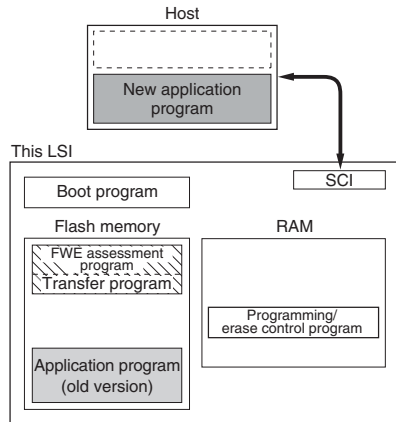 Host
New application
program
This LSI
SCI
Boot program
Flash memory
RAM
FWE assessment
program
Transfer program
Programming/
erase control program
Application program
(old version)